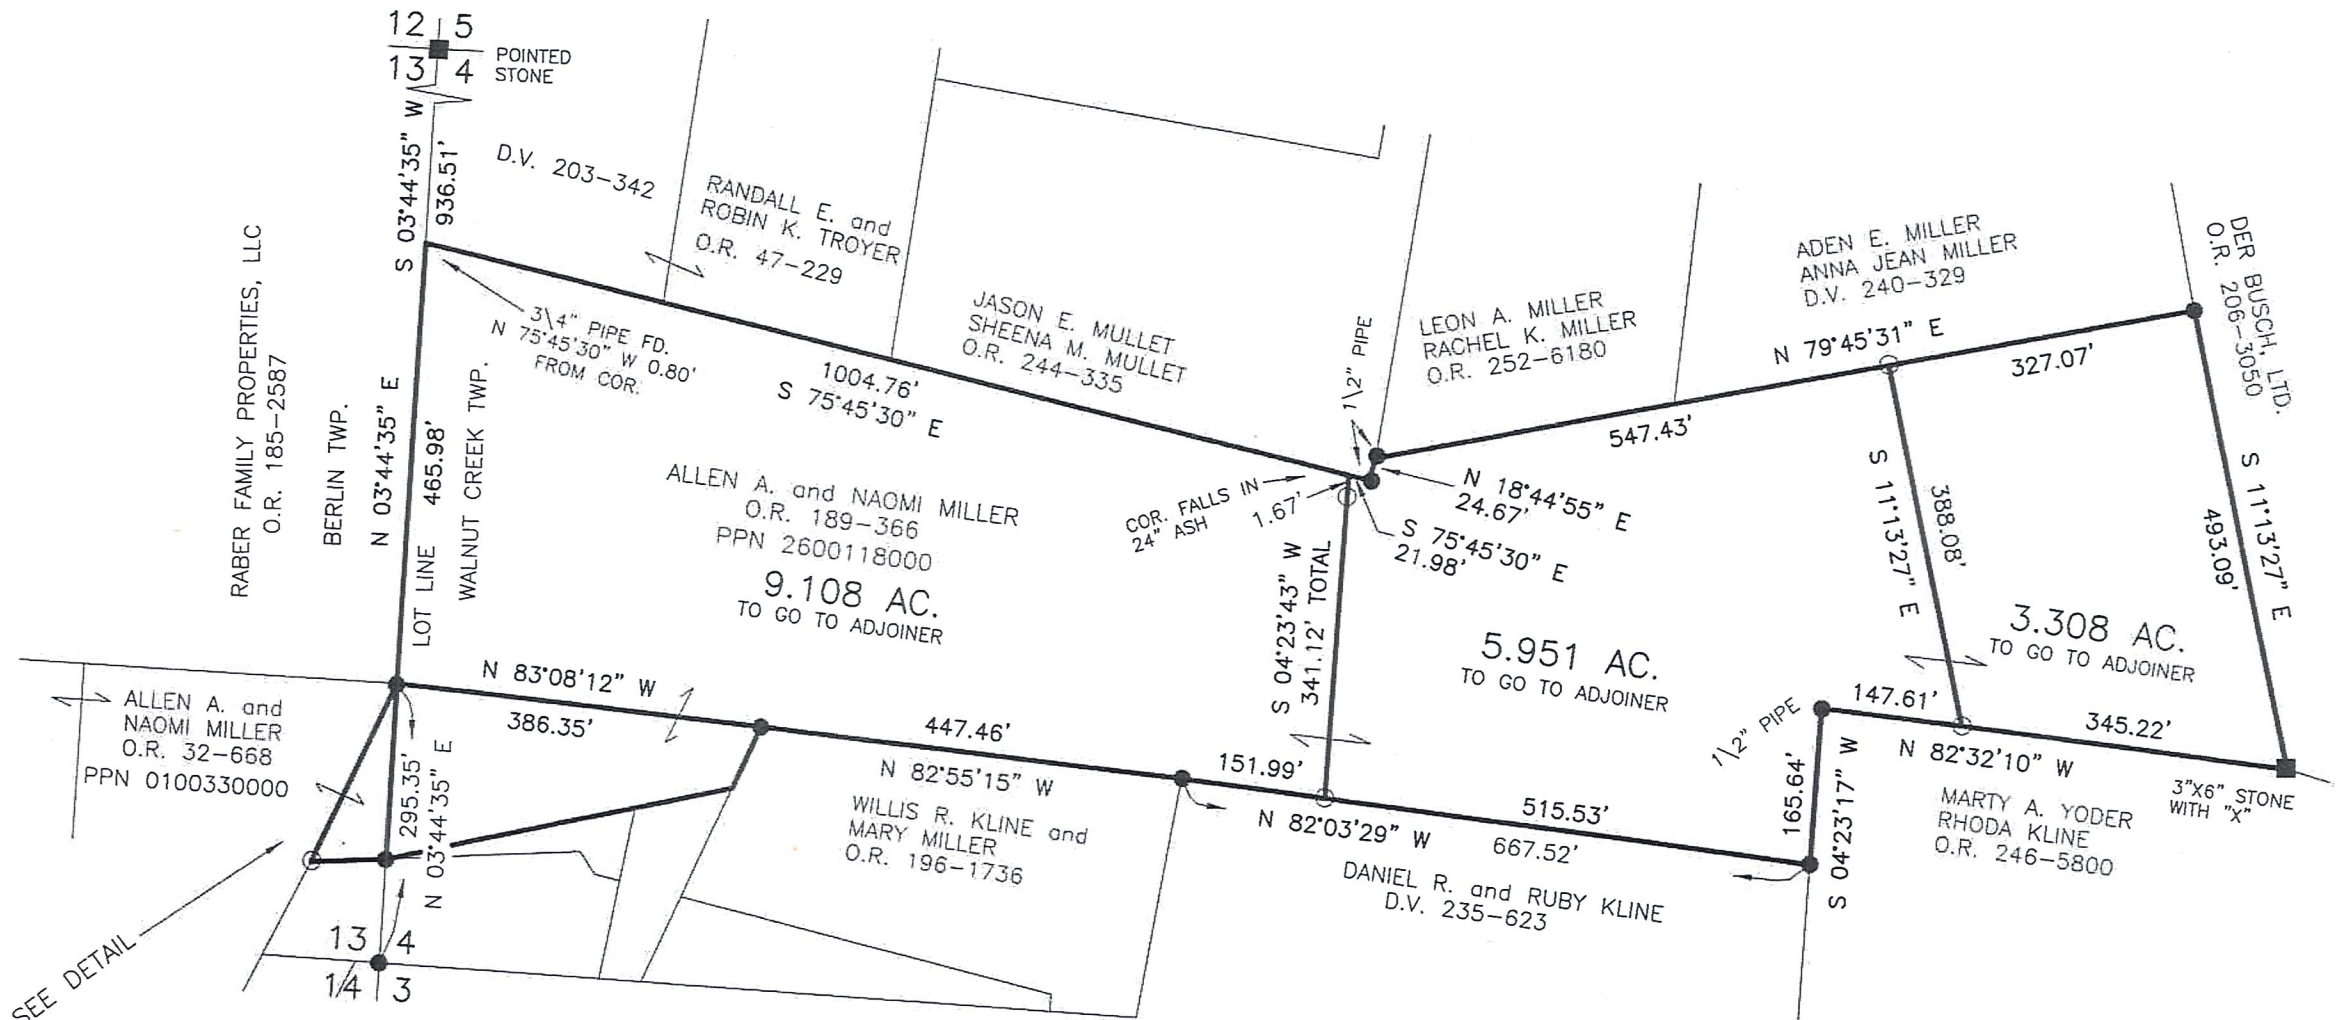 12 5
13 4
POINTED
STONE
S 03°44'35" W
936.51'
D.V. 203-342
RANDALL E. and
ROBIN K. TROYER
O.R. 47-229
JASON E. MULLET
SHEENA M. MULLET
O.R. 244-335
LEON A. MILLER
RACHEL K. MILLER
O.R. 252-6180
ADEN E. MILLER
ANNA JEAN MILLER
D.V. 240-329
DER BUSCH, LTD.
O.R. 206-3050
RABER FAMILY PROPERTIES, LLC
O.R. 185-2587
BERLIN TWP.
N 03°44'35" E
LOT LINE 465.98'
WALNUT CREEK TWP.
3\4" PIPE FD.
N 75°45'30" W 0.80'
FROM COR.
1004.76'
S 75°45'30" E
1\2" PIPE
N 79°45'31" E
327.07'
547.43'
ALLEN A. and NAOMI MILLER
O.R. 189-366
PPN 2600118000
9.108 AC.
TO GO TO ADJOINER
COR. FALLS IN
24" ASH
1.67'
N 18°44'55" E
24.67'
S 75°45'30" E
21.98'
S 04°23'43" W
341.12' TOTAL
S 11°13'27" E
388.08'
S 11°13'27" E
493.09'
5.951 AC.
TO GO TO ADJOINER
3.308 AC.
TO GO TO ADJOINER
ALLEN A. and
NAOMI MILLER
O.R. 32-668
PPN 0100330000
N 83°08'12" W
386.35'
447.46'
N 82°55'15" W
151.99'
515.53'
N 82°03'29" W
667.52'
1\2" PIPE
147.61'
345.22'
N 82°32'10" W
165.64'
S 04°23'17" W
3"X6" STONE
WITH "X"
MARTY A. YODER
RHODA KLINE
O.R. 246-5800
295.35'
N 03°44'35" E
WILLIS R. KLINE and
MARY MILLER
O.R. 196-1736
DANIEL R. and RUBY KLINE
D.V. 235-623
SEE DETAIL
13 4
14 3